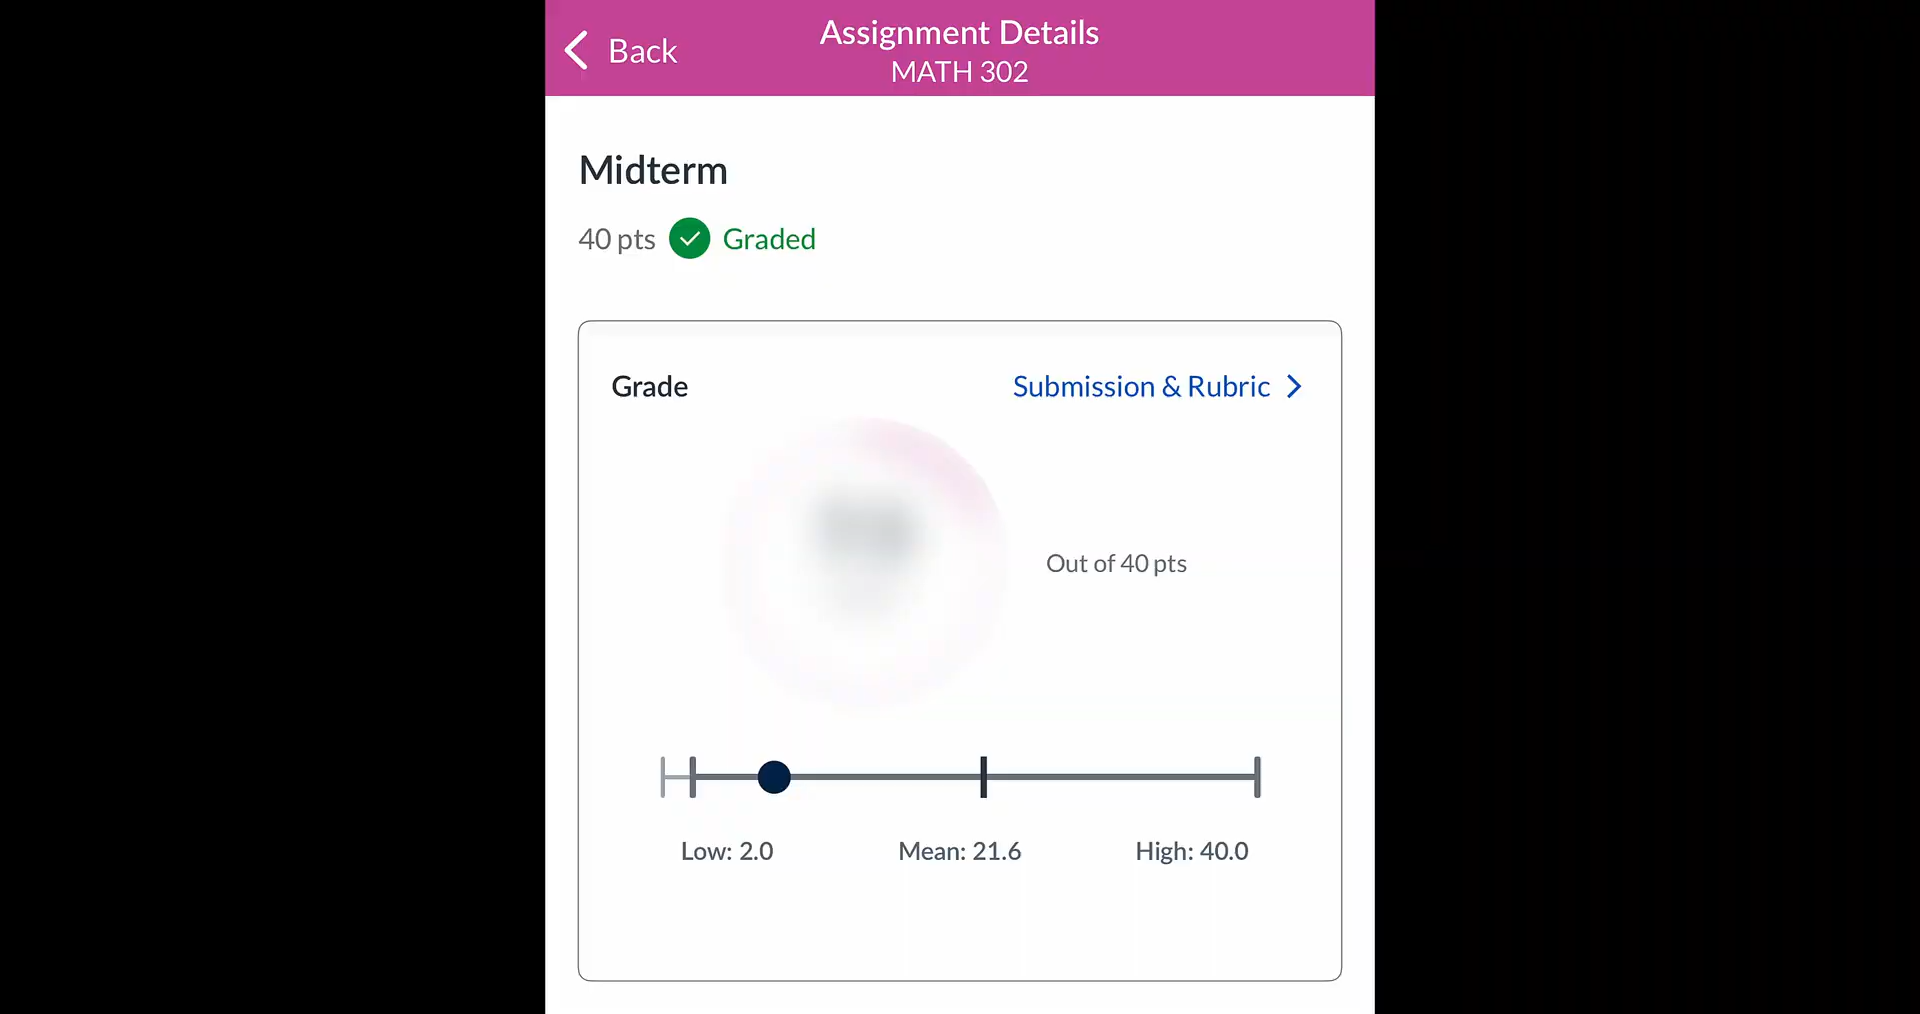 Back
Assignment Details
MATH 302
Midterm
40 pts Graded
Grade
Submission & Rubric
Out of 40 pts
Low: 2.0
Mean: 21.6
High: 40.0